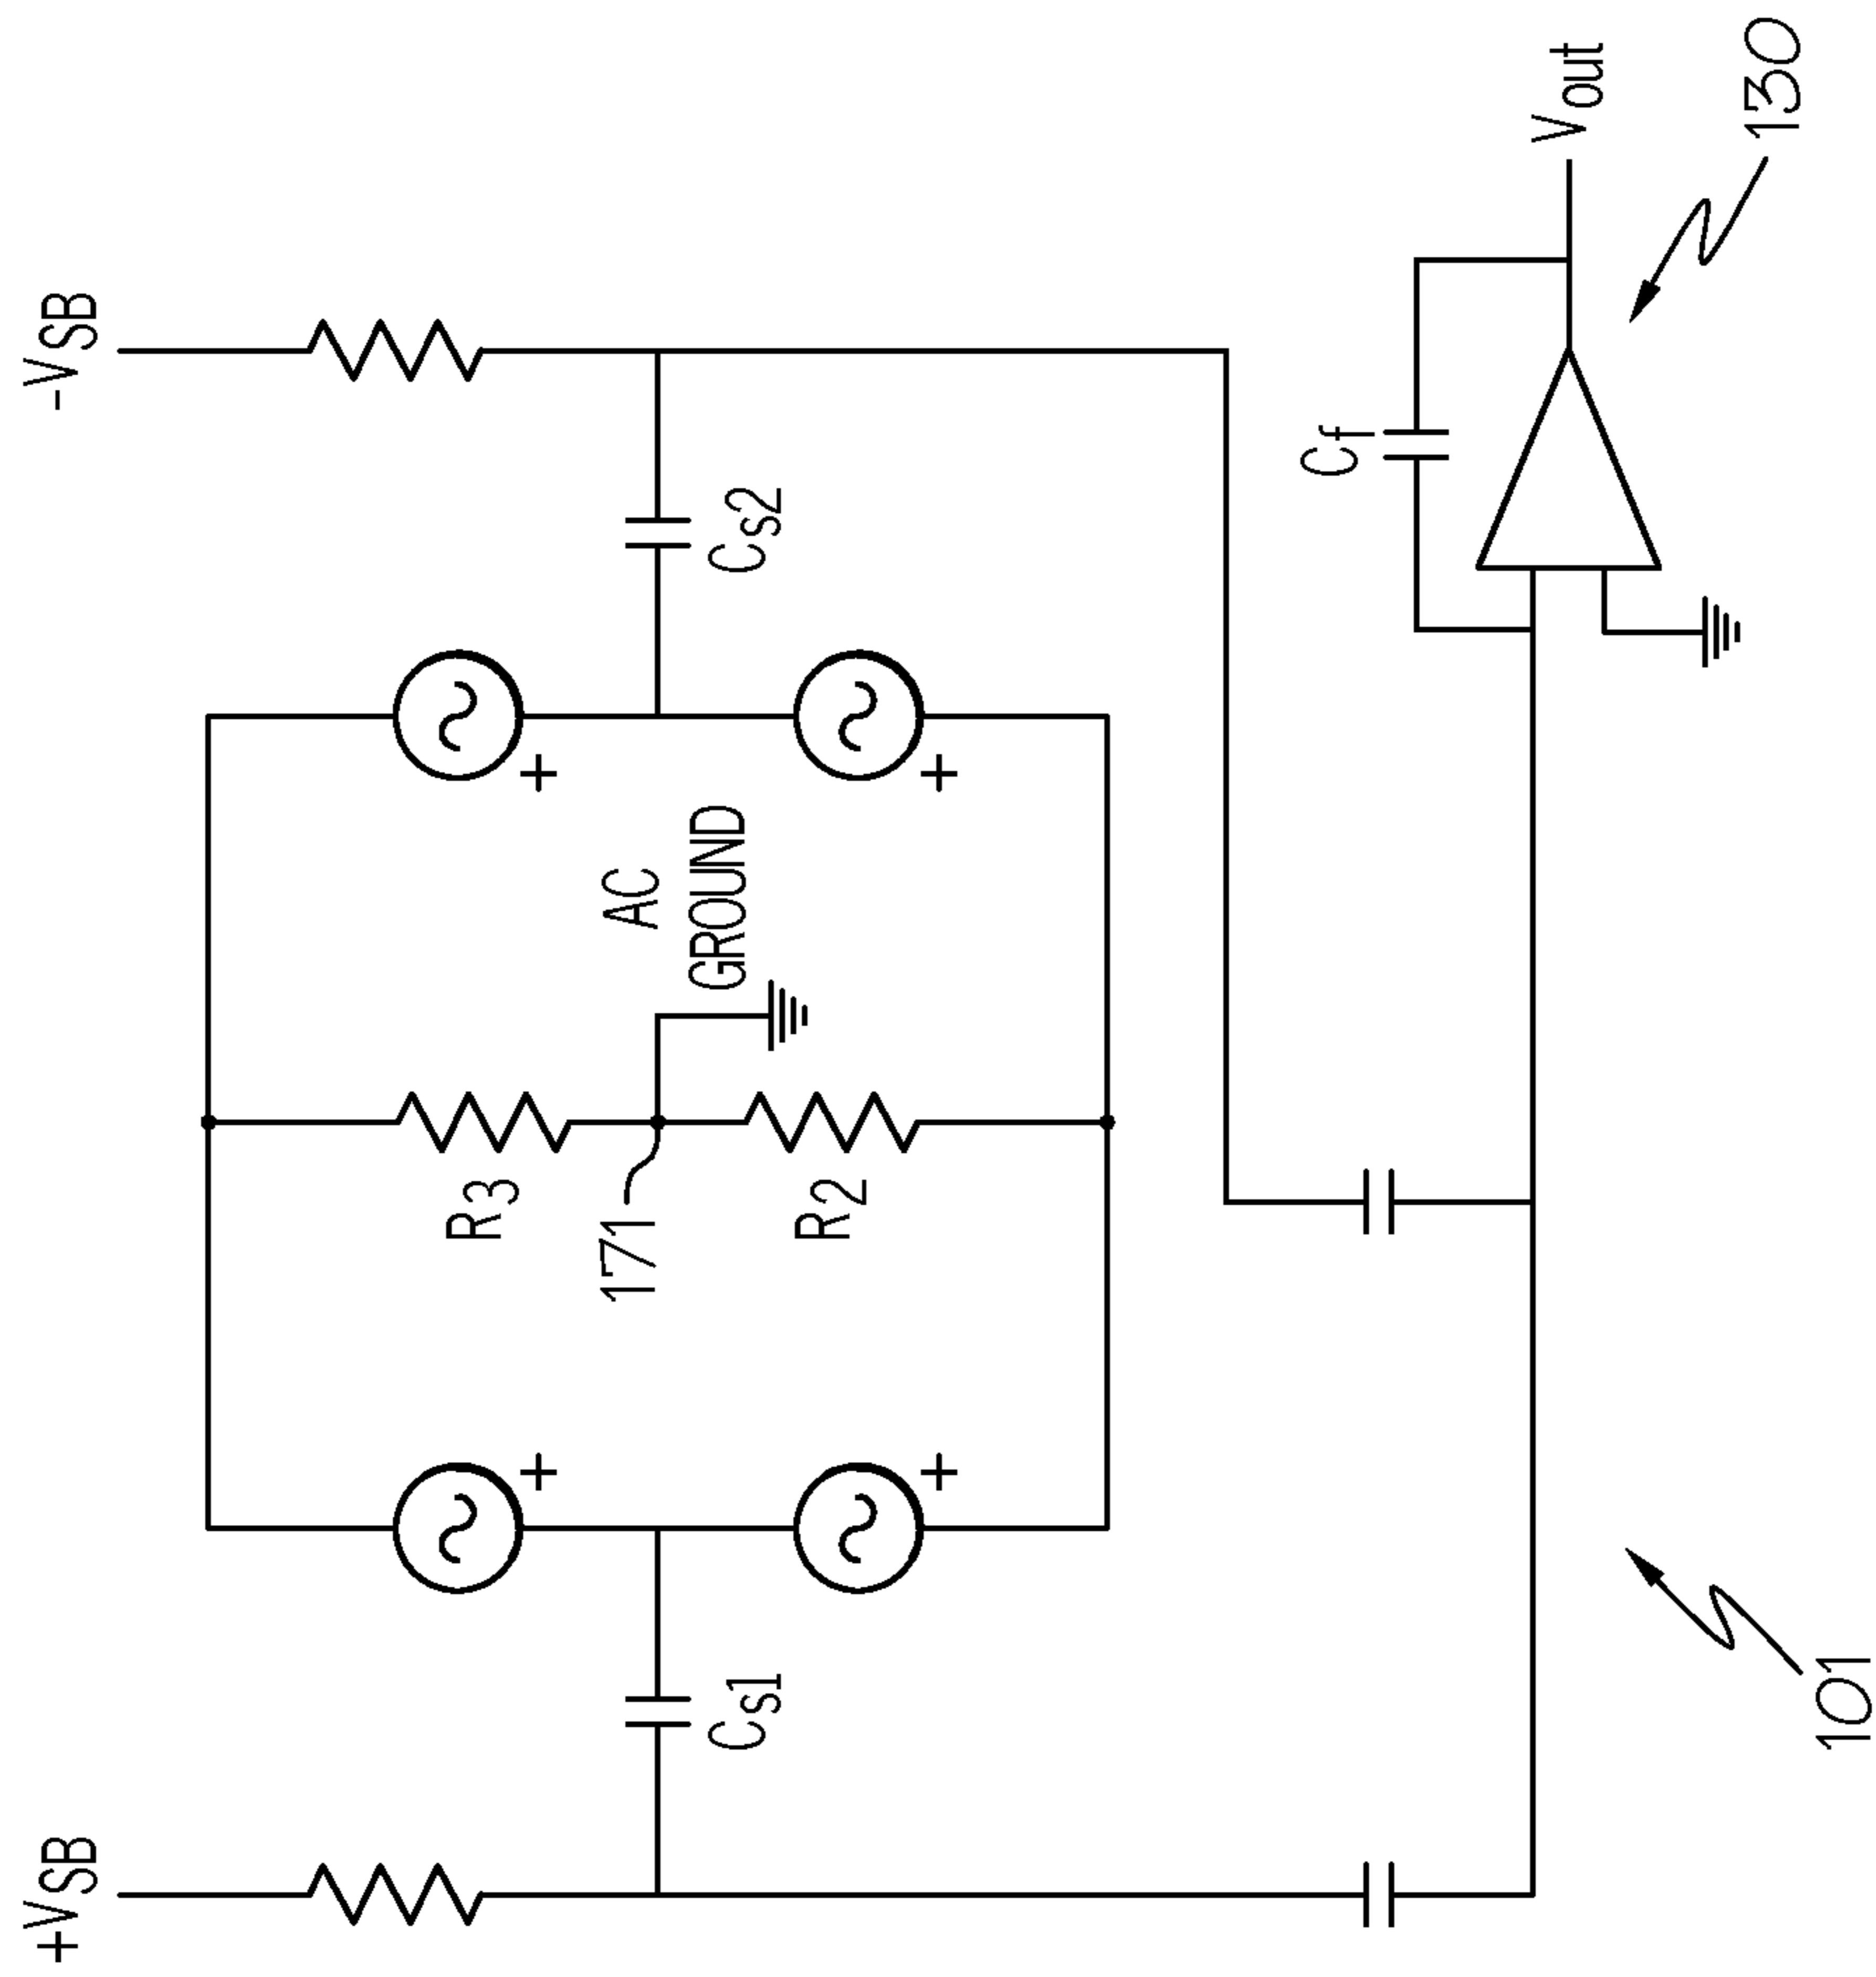 +VSB
-VSB
Cs1
Cs2
R3
171
R2
AC
GROUND
Cf
Vout
130
101
+
+
+
+